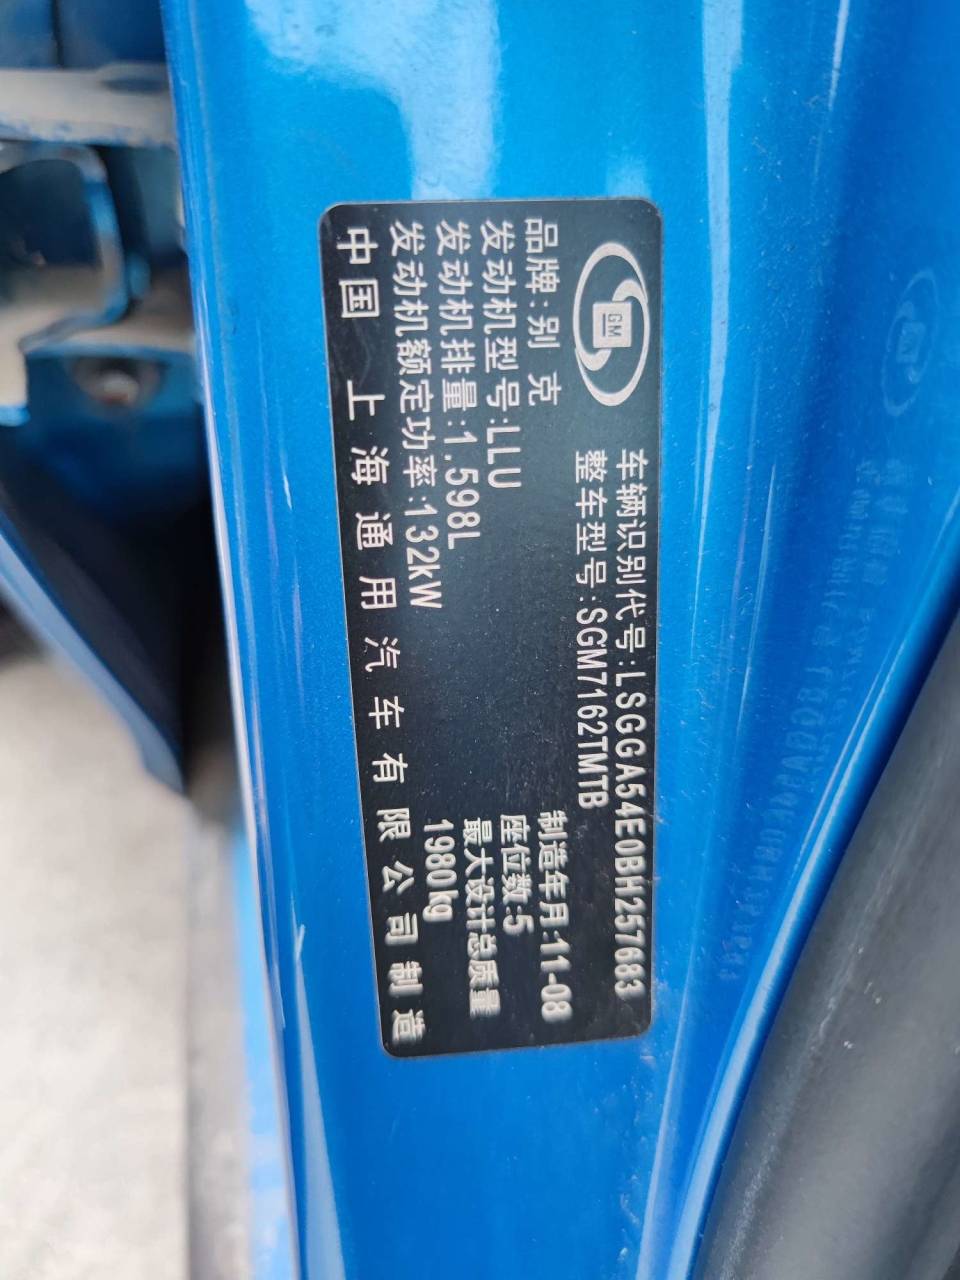 GM
车辆识别代号:LSGGA54E0BH257683
整车型号:SGM7162TMTB
品牌:别克
制造年月:11-08
发动机型号:LLU
座位数:5
发动机排量:1.598L
最大设计总质量
发动机额定功率:132kW
1980kg
中国 上海通用汽车有限公司制造